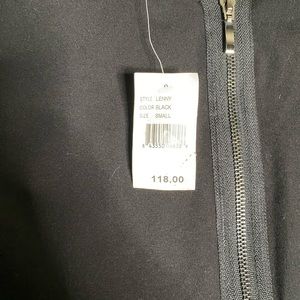 STYLE: LENNY
COLOR BLACK
SIZE: SMALL
118.00